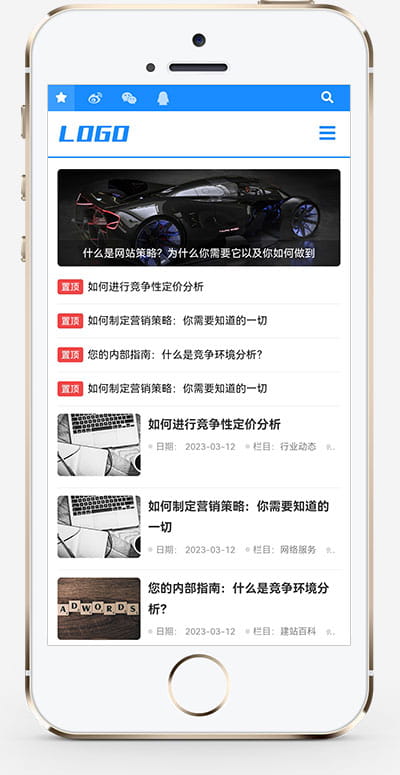 LOGO
什么是网站策略？为什么你需要它以及你如何做到
置顶 如何进行竞争性定价分析
置顶 如何制定营销策略：你需要知道的一切
置顶 您的内部指南：什么是竞争环境分析？
置顶 如何制定营销策略：你需要知道的一切
如何进行竞争性定价分析
日期： 2023-03-12 栏目：行业动态
如何制定营销策略：你需要知道的
一切
日期： 2023-03-12 栏目：网络服务
ADWORDS
您的内部指南：什么是竞争环境分
析？
日期： 2023-03-12 栏目：建站百科